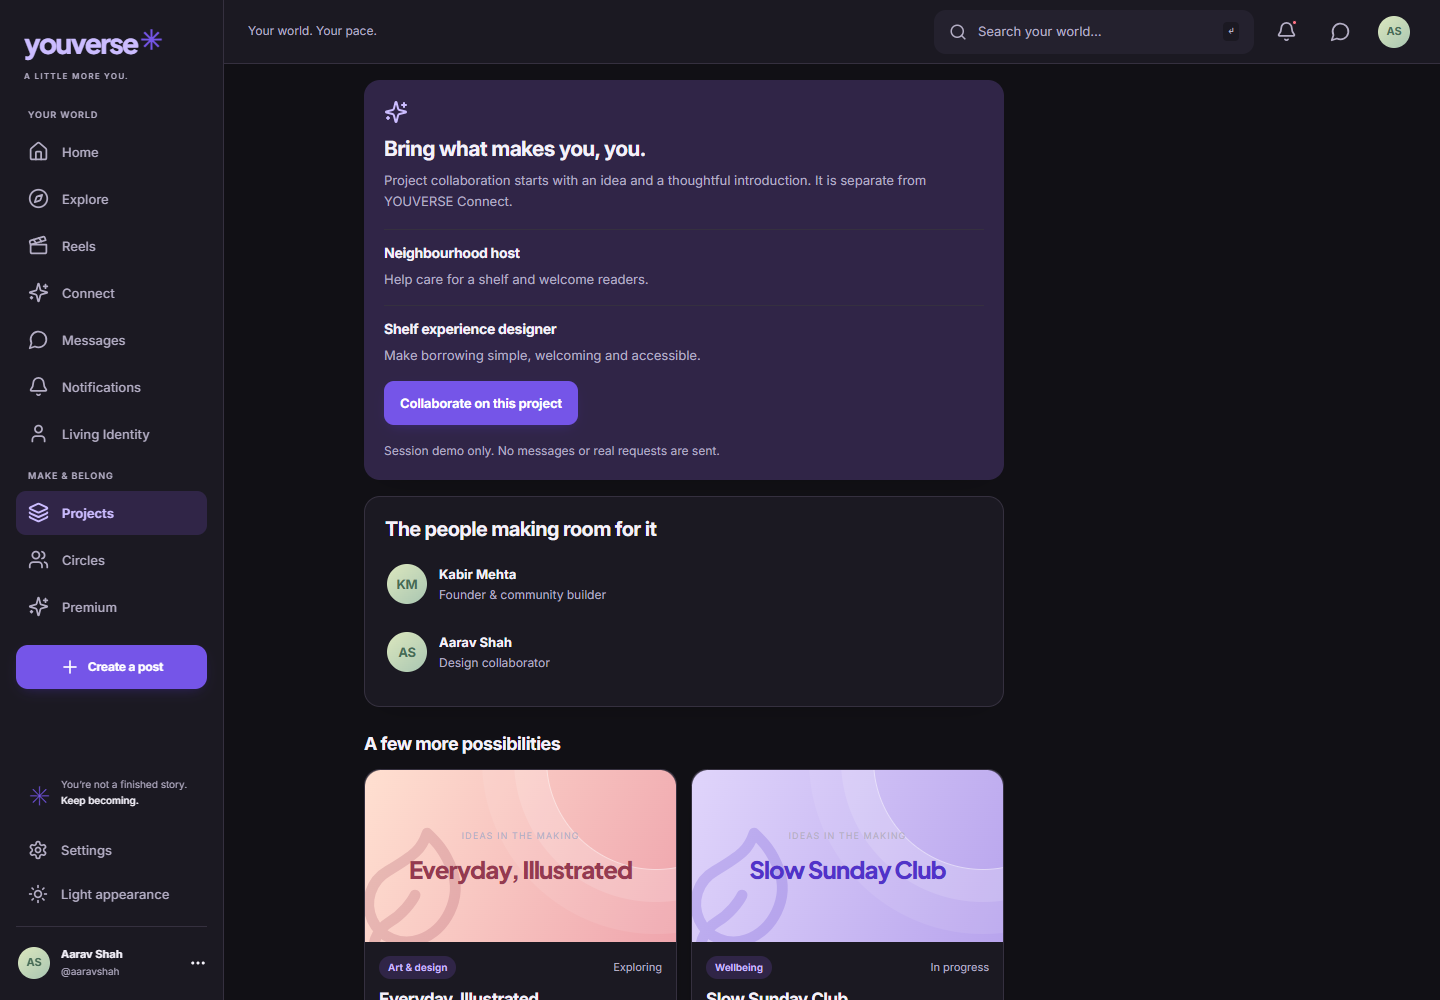 youverse
A LITTLE MORE YOU.
YOUR WORLD
Home
Explore
Reels
Connect
Messages
Notifications
Living Identity
MAKE & BELONG
Projects
Circles
Premium
Create a post
You're not a finished story.
Keep becoming.
Settings
Light appearance
AS
Aarav Shah
@aaravshah
Your world. Your pace.
Search your world...
AS
Bring what makes you, you.
Project collaboration starts with an idea and a thoughtful introduction. It is separate from
YOUVERSE Connect.
Neighbourhood host
Help care for a shelf and welcome readers.
Shelf experience designer
Make borrowing simple, welcoming and accessible.
Collaborate on this project
Session demo only. No messages or real requests are sent.
The people making room for it
KM
Kabir Mehta
Founder & community builder
AS
Aarav Shah
Design collaborator
A few more possibilities
IDEAS IN THE MAKING
Everyday, Illustrated
Art & design
Exploring
Everyday, Illustrated
IDEAS IN THE MAKING
Slow Sunday Club
Wellbeing
In progress
Slow Sunday Club